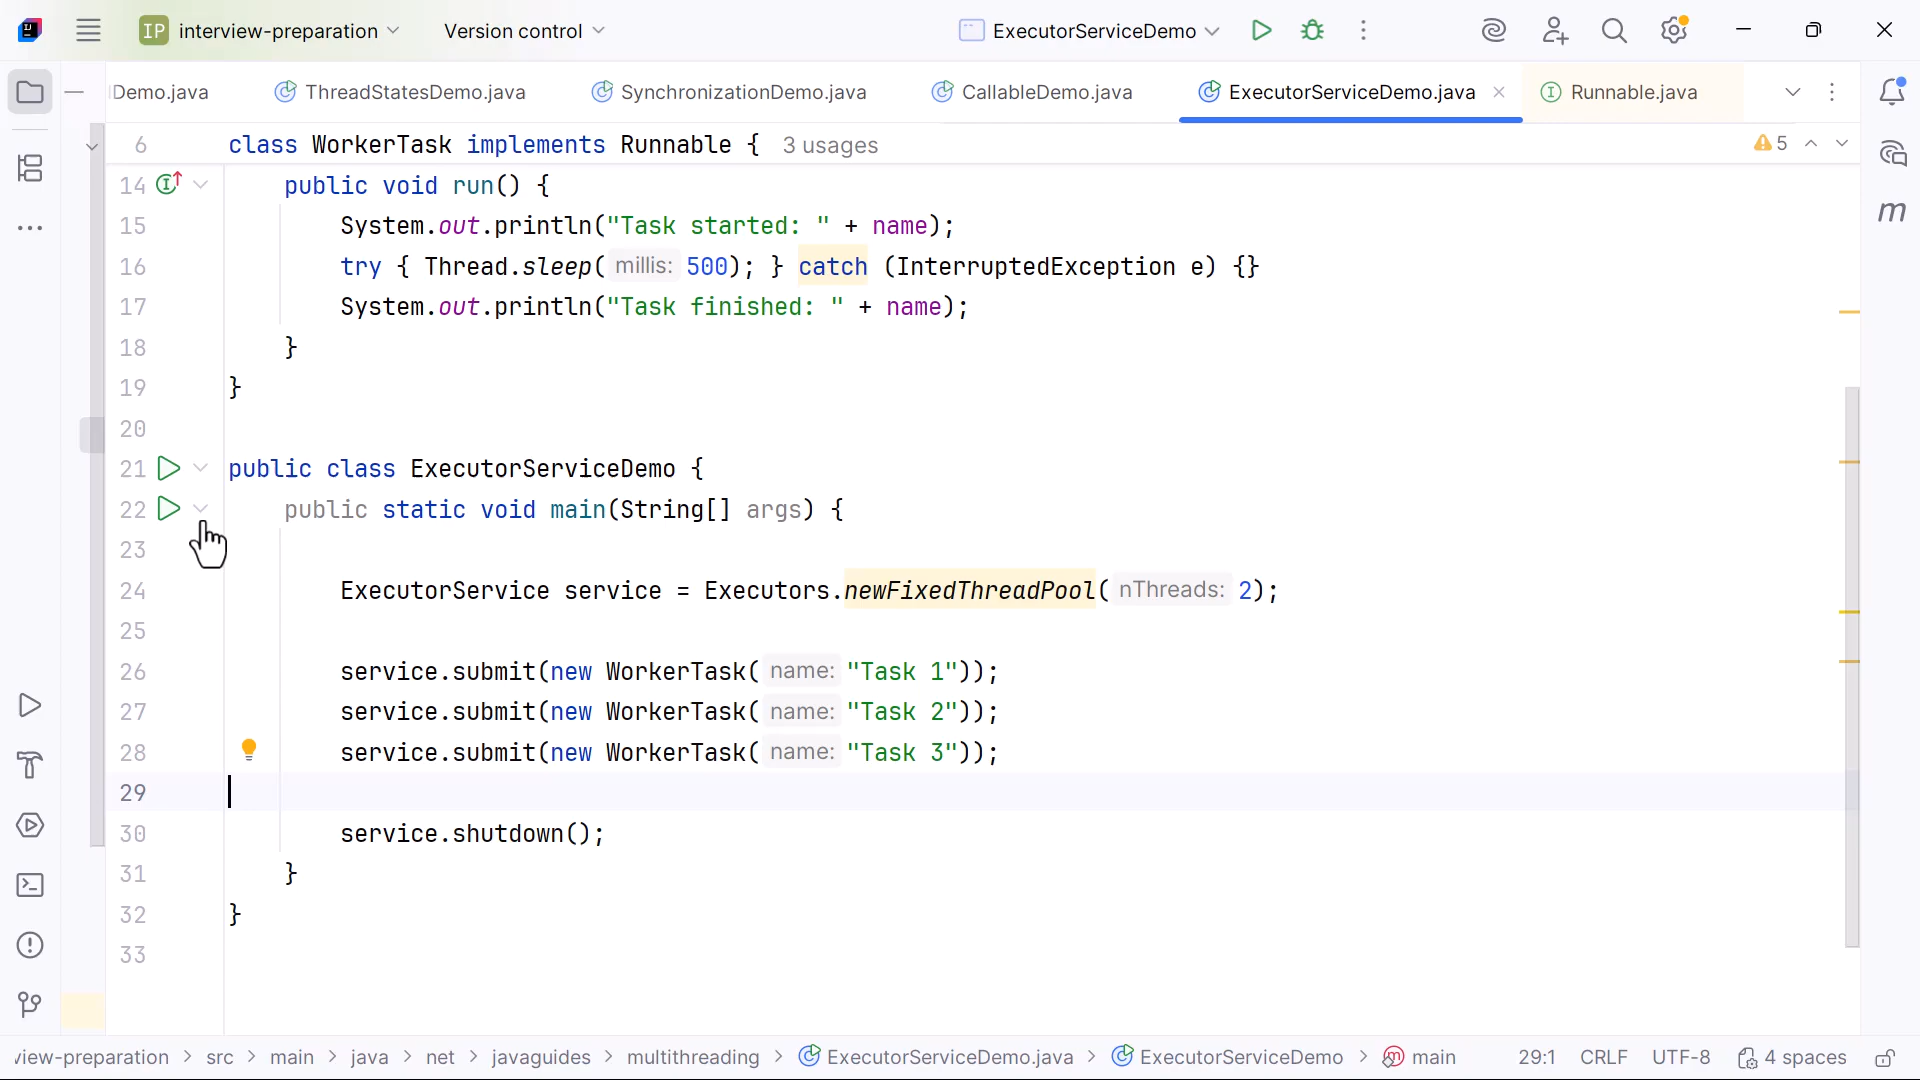 IP interview-preparation Version control ExecutorServiceDemo
Demo.java ThreadStatesDemo.java SynchronizationDemo.java CallableDemo.java ExecutorServiceDemo.java Runnable.java
6 class WorkerTask implements Runnable { 3 usages 5
14 public void run() {
15 System.out.println("Task started: " + name);
16 try { Thread.sleep( millis: 500); } catch (InterruptedException e) {}
17 System.out.println("Task finished: " + name);
18 }
19 }
20
21 public class ExecutorServiceDemo {
22 public static void main(String[] args) {
23
24 ExecutorService service = Executors.newFixedThreadPool( nThreads: 2);
25
26 service.submit(new WorkerTask( name: "Task 1"));
27 service.submit(new WorkerTask( name: "Task 2"));
28 service.submit(new WorkerTask( name: "Task 3"));
29
30 service.shutdown();
31 }
32 }
33
view-preparation > src > main > java > net > javaguides > multithreading > ExecutorServiceDemo.java > ExecutorServiceDemo > main 29:1 CRLF UTF-8 4 spaces